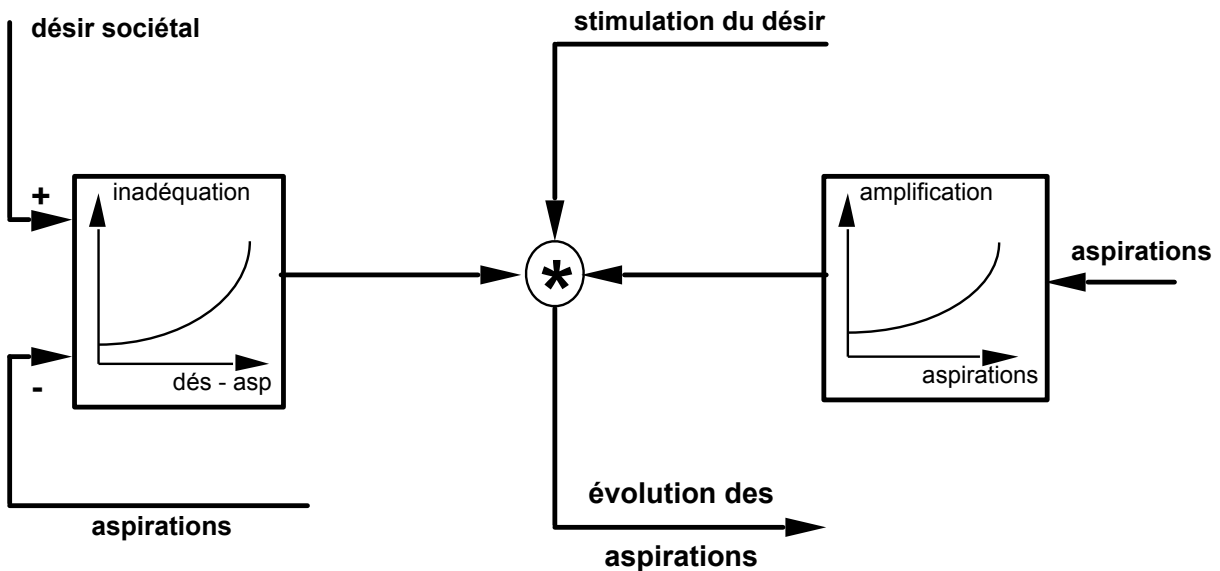 désir sociétal
stimulation du désir
+
inadéquation
amplification
*
aspirations
-
dés - asp
aspirations
évolution des
aspirations
aspirations